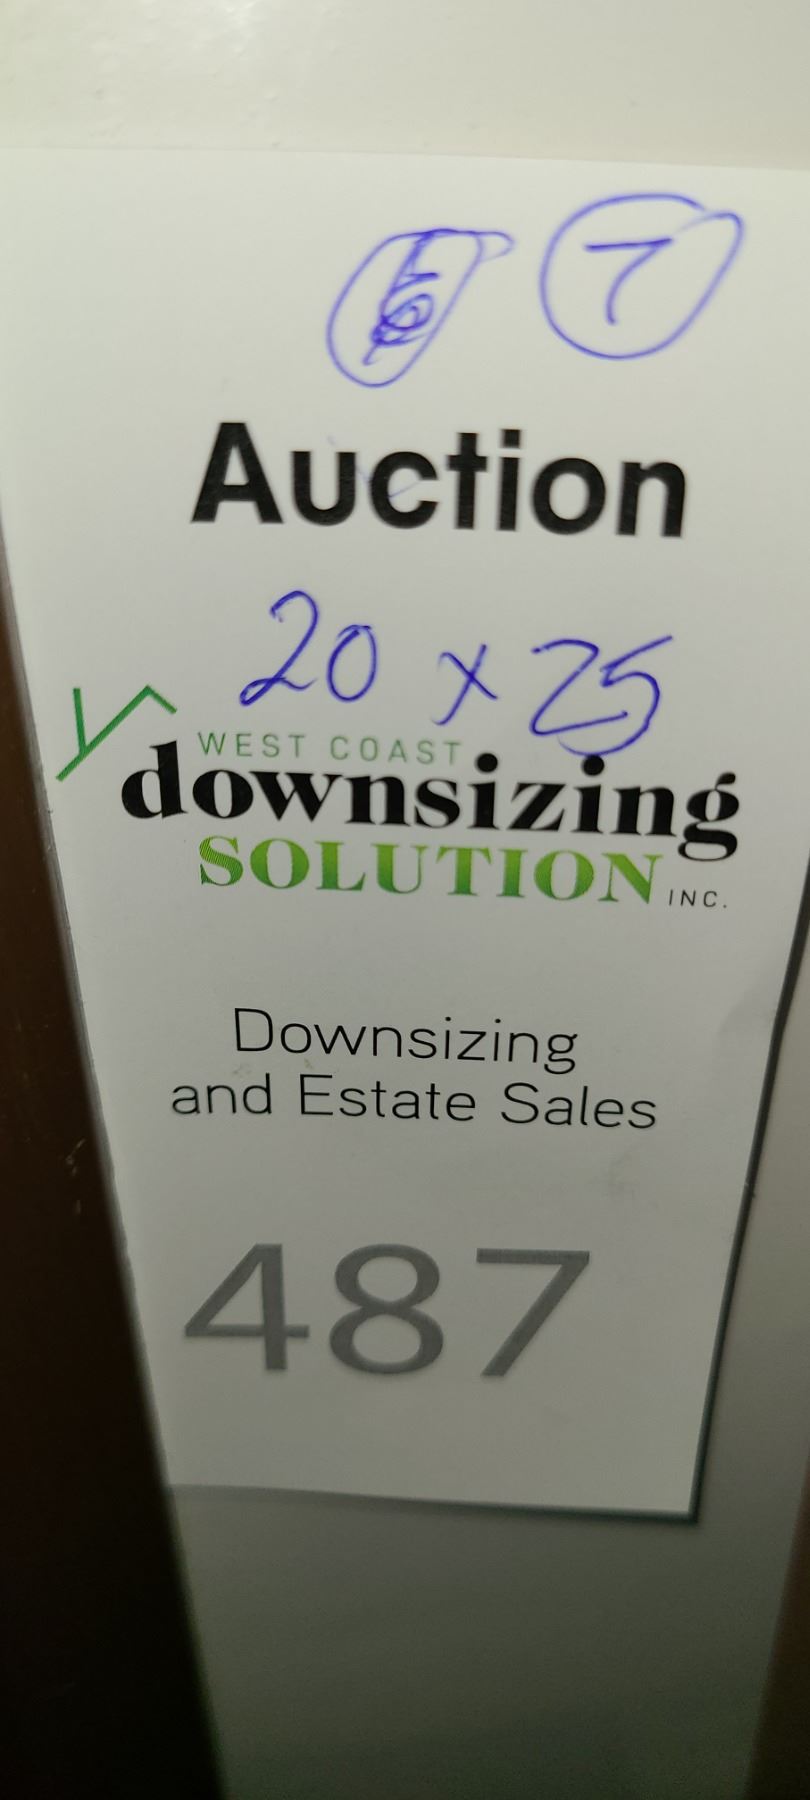 7
Auction
20 x 25
WEST COAST
downsizing
SOLUTION INC.
Downsizing
and Estate Sales
487